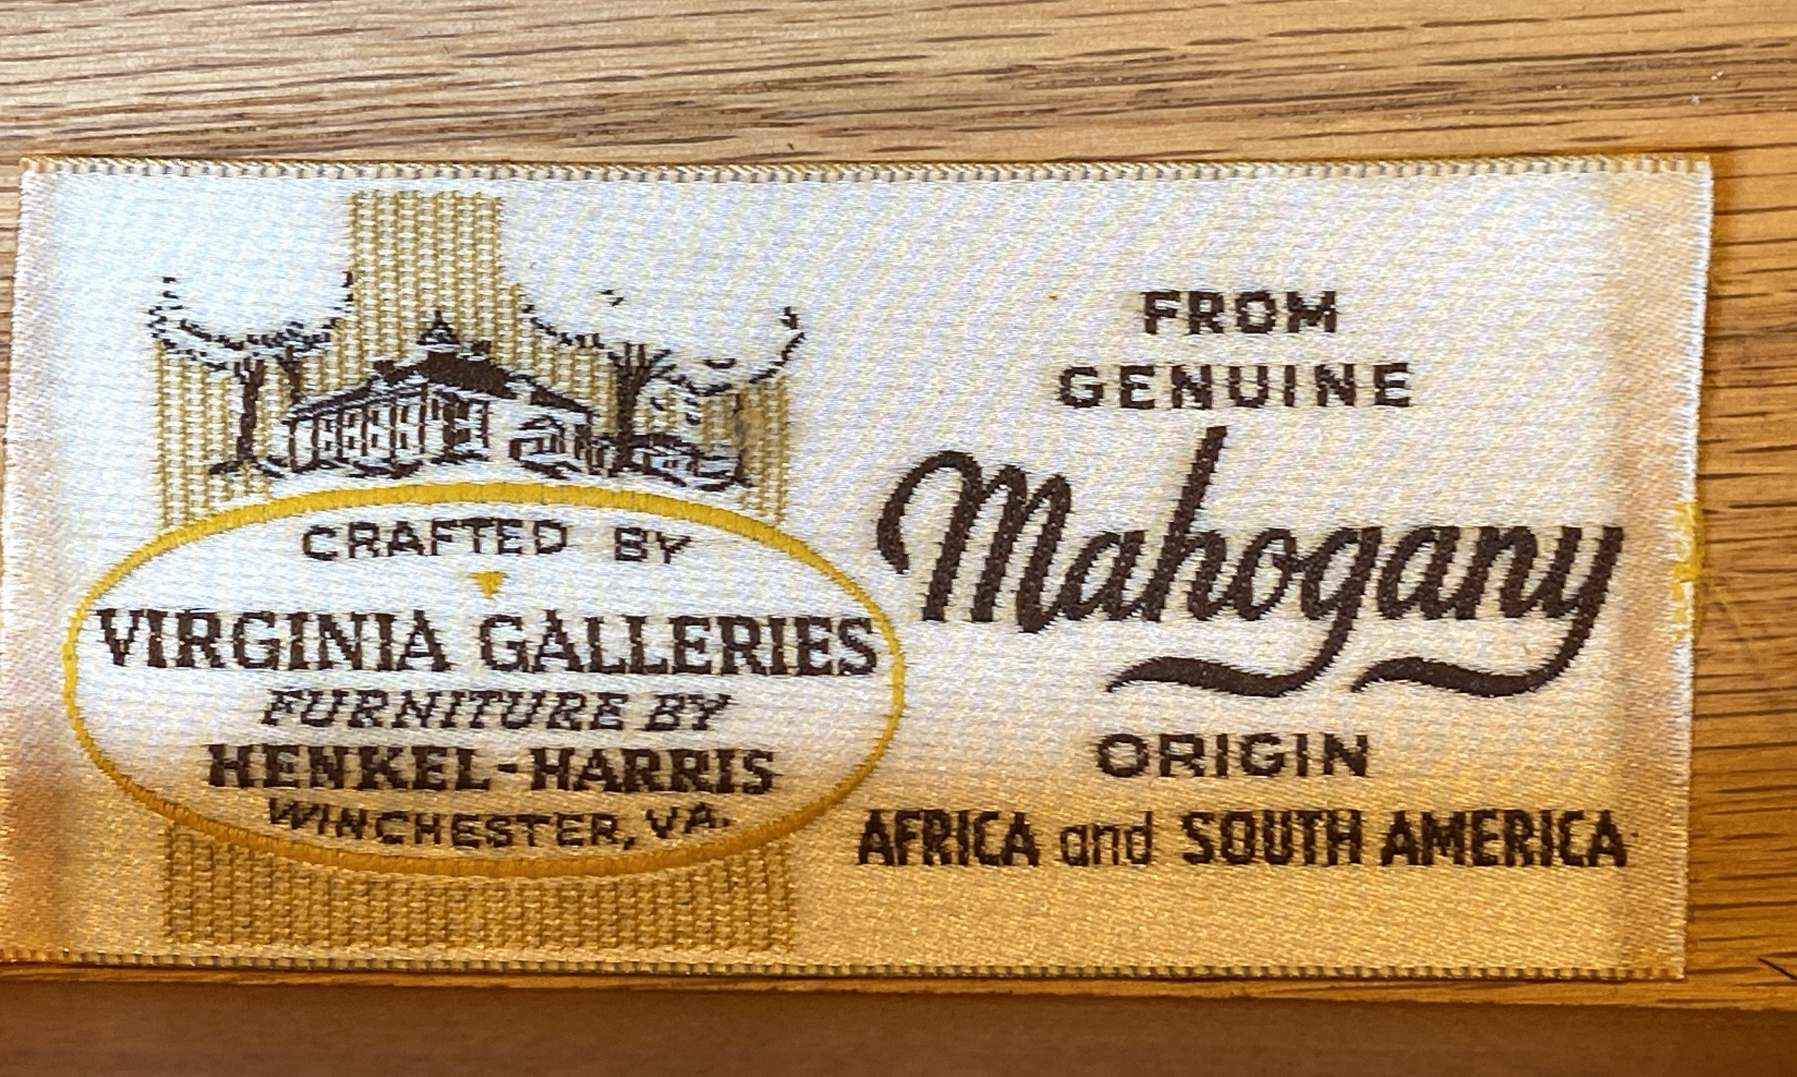 CRAFTED BY
VIRGINIA GALLERIES
FURNITURE BY
HENKEL-HARRIS
WINCHESTER, VA.
FROM
GENUINE
Mahogany
ORIGIN
AFRICA and SOUTH AMERICA